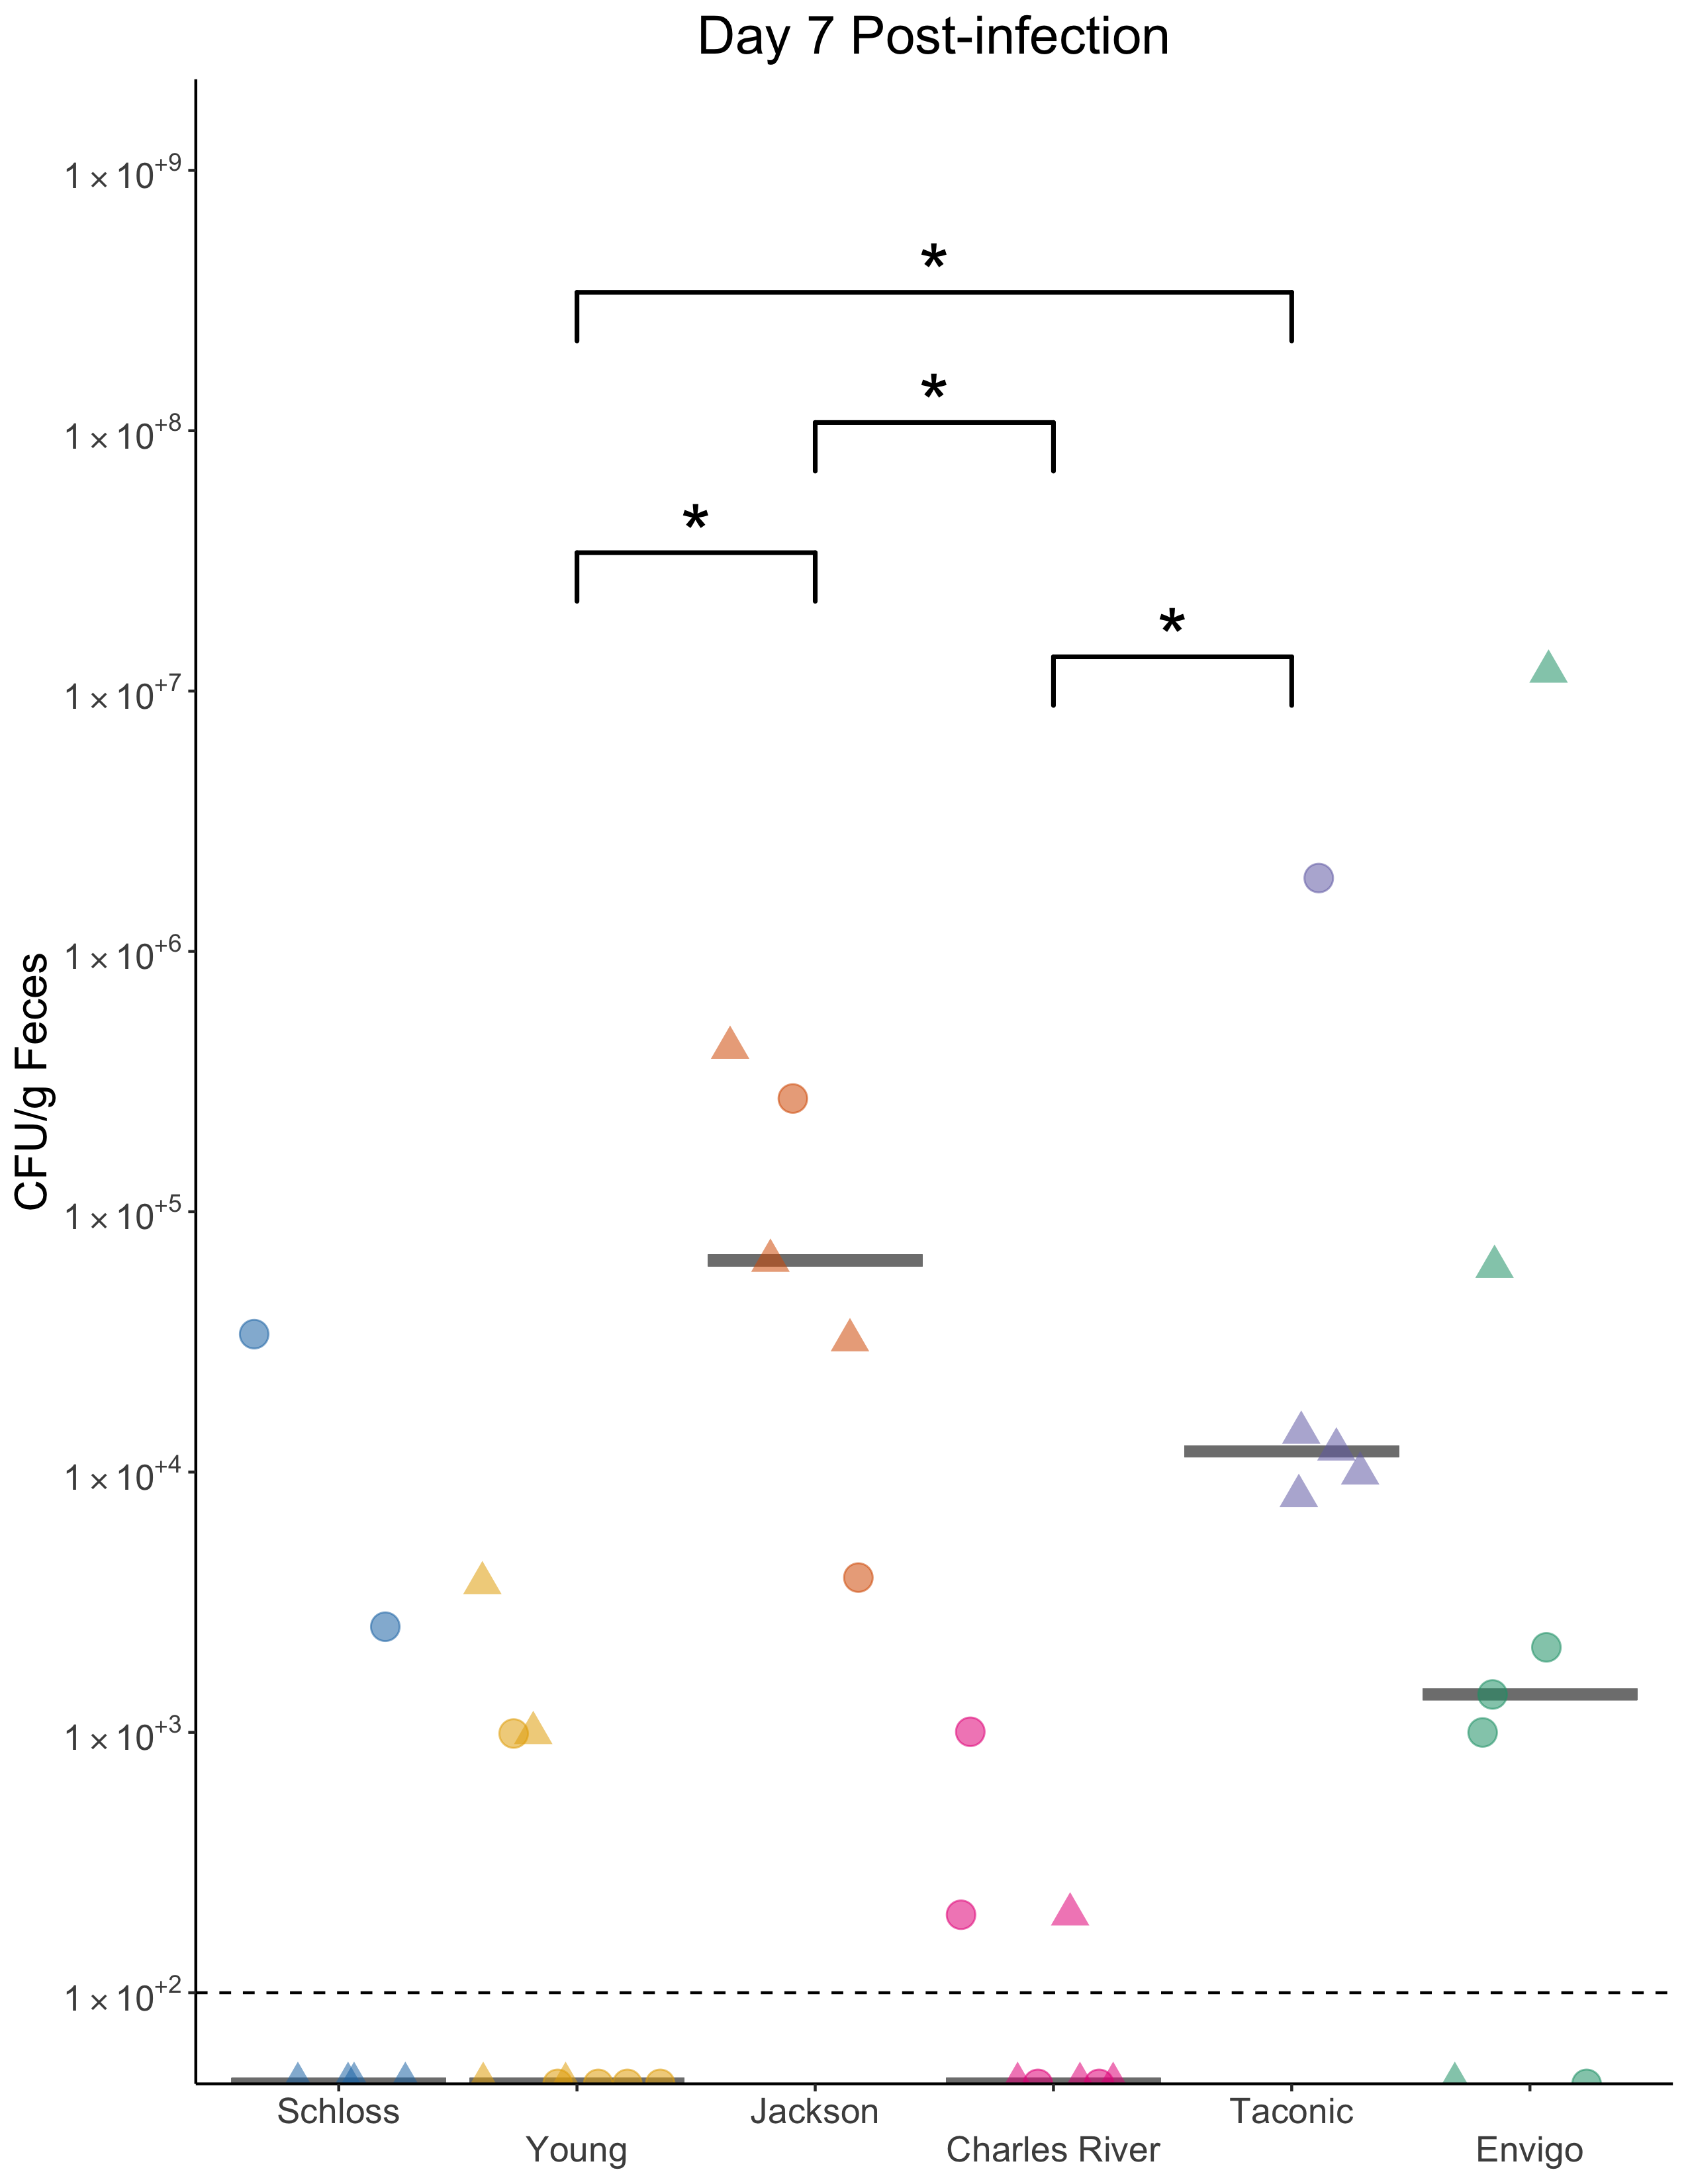 Day 7 Post-infection
CFU/g Feces
1×10⁺⁹
1×10⁺⁸
1×10⁺⁷
1×10⁺⁶
1×10⁺⁵
1×10⁺⁴
1×10⁺³
1×10⁺²
*
*
*
*
Schloss
Young
Jackson
Charles River
Taconic
Envigo